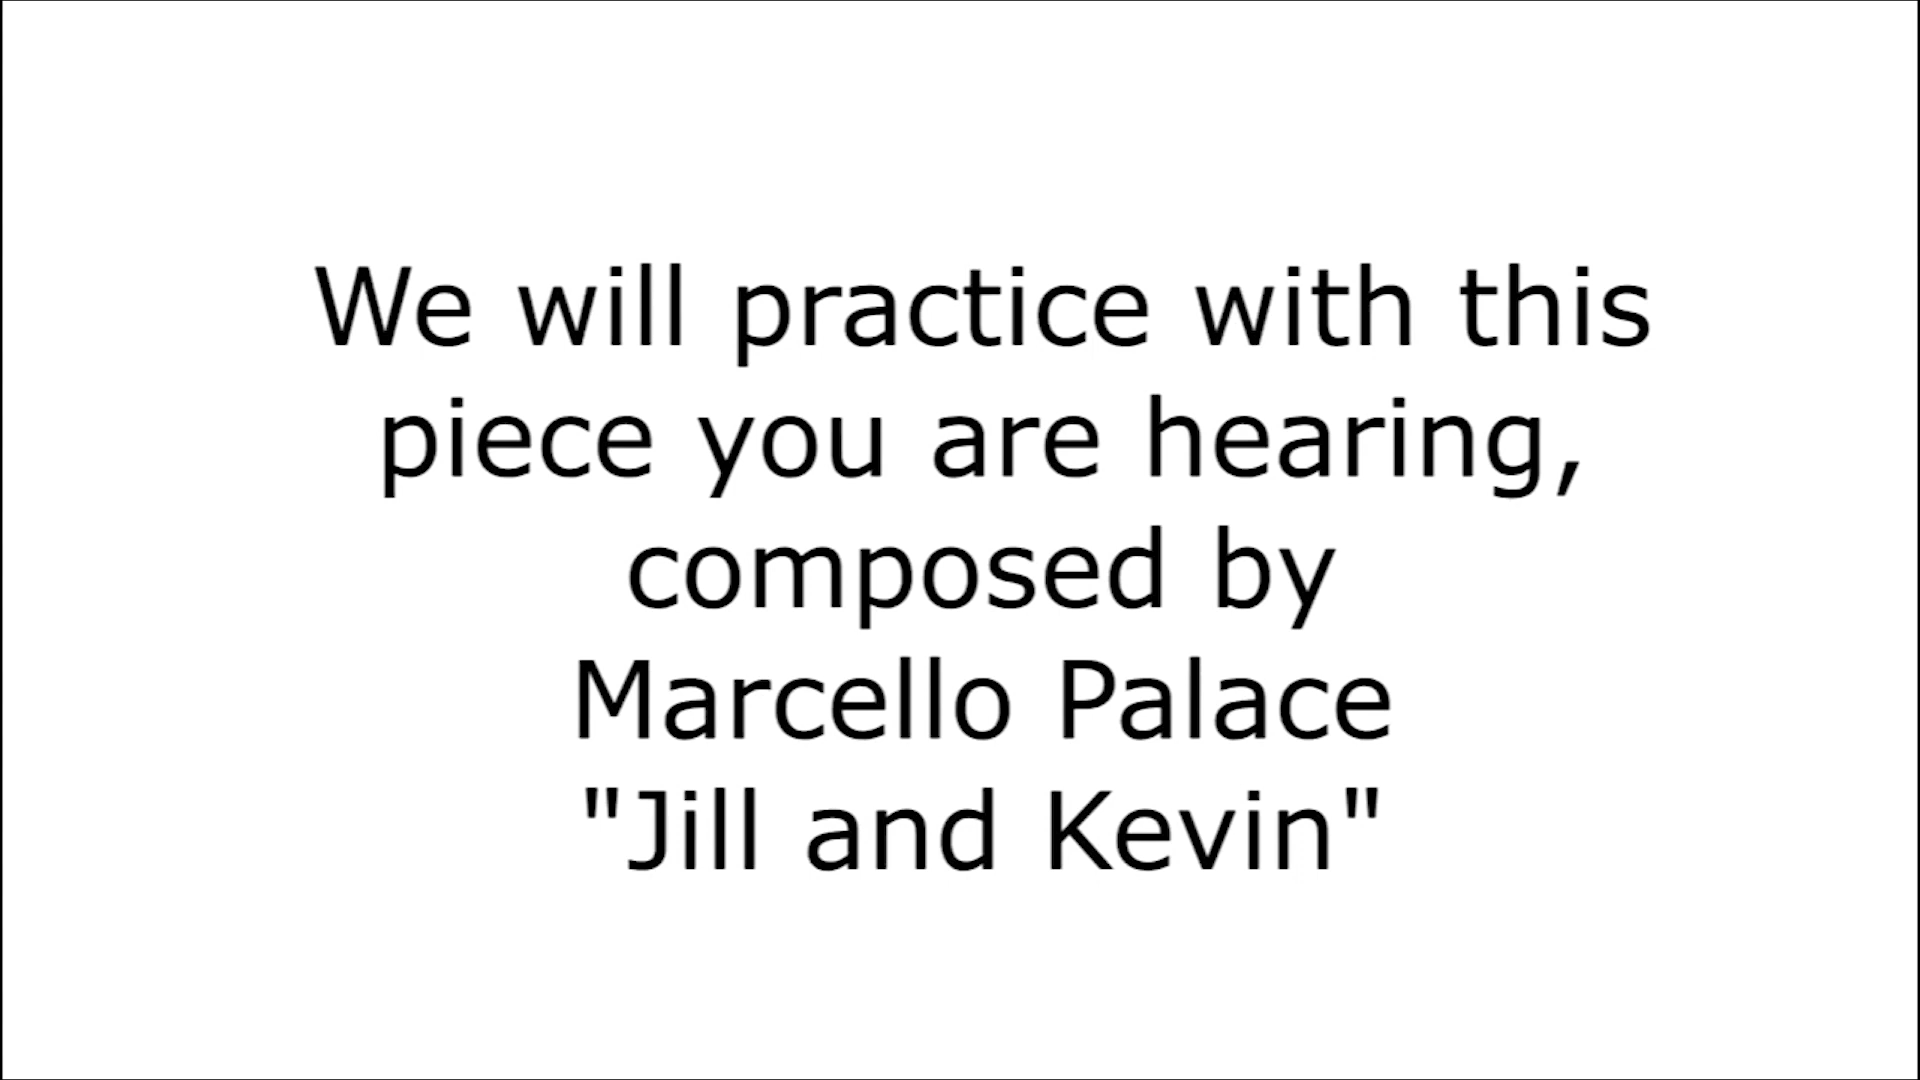 We will practice with this
piece you are hearing,
composed by
Marcello Palace
"Jill and Kevin"